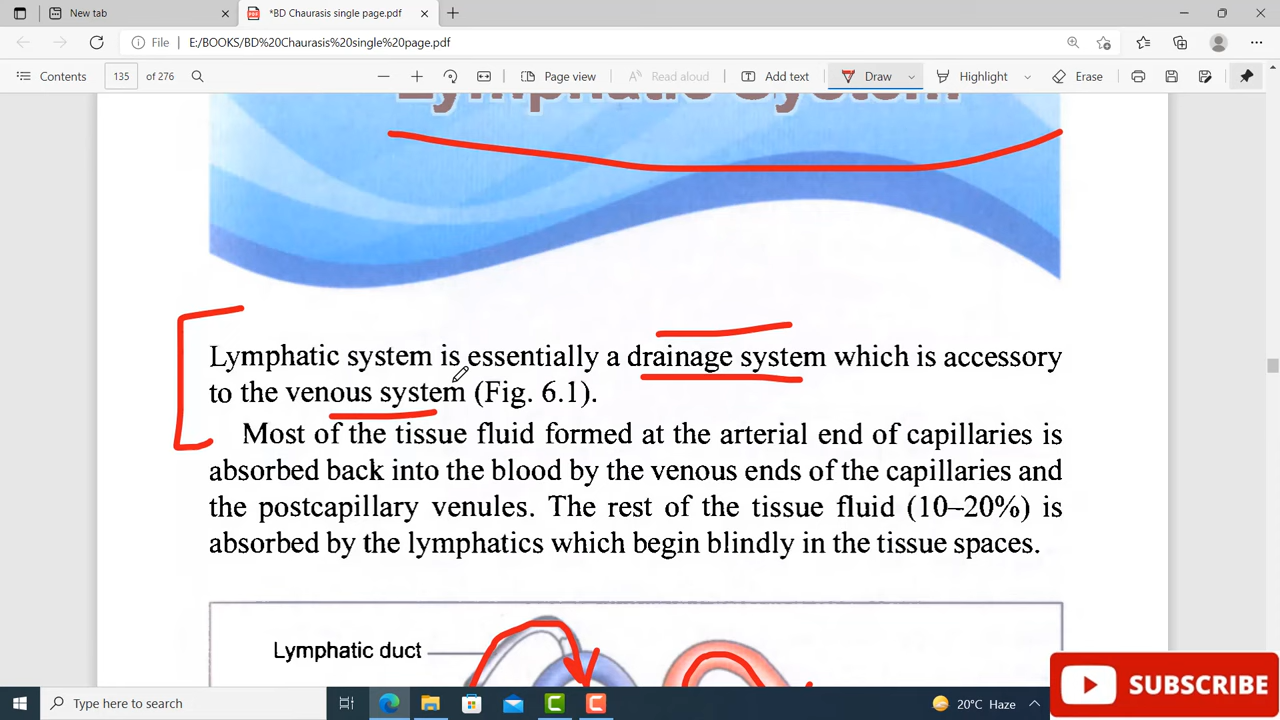 New tab
*BD Chaurasis single page.pdf
File
E:/BOOKS/BD%20Chaurasis%20single%20page.pdf
Contents
135
of 276
Page view
Read aloud
Add text
Draw
Highlight
Erase
Lymphatic System
Lymphatic system is essentially a drainage system which is accessory
to the venous system (Fig. 6.1).
Most of the tissue fluid formed at the arterial end of capillaries is
absorbed back into the blood by the venous ends of the capillaries and
the postcapillary venules. The rest of the tissue fluid (10–20%) is
absorbed by the lymphatics which begin blindly in the tissue spaces.
Lymphatic duct
Type here to search
20°C Haze
SUBSCRIBE